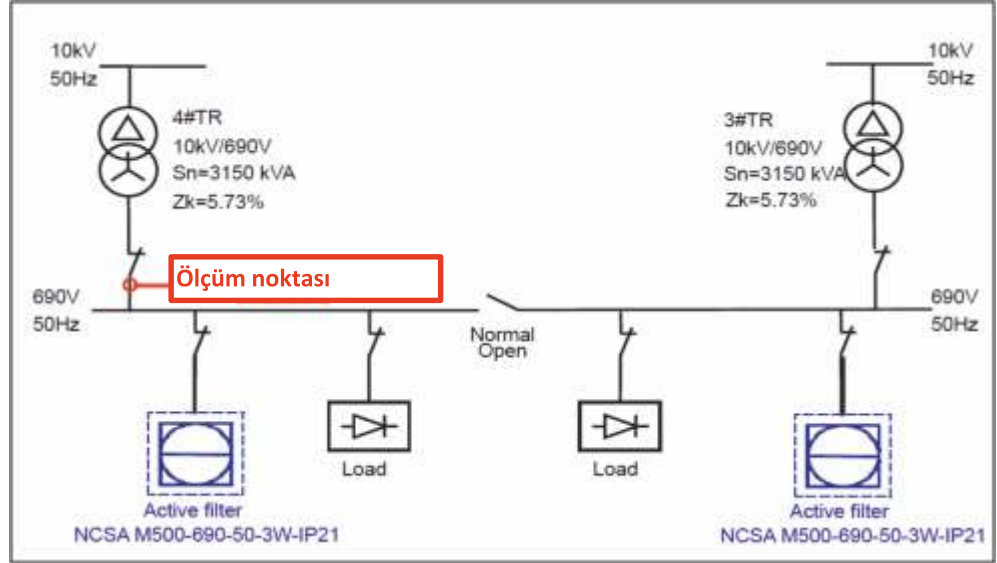 10kV
50Hz
4#TR
10kV/690V
Sn=3150 kVA
Zk=5.73%
10kV
50Hz
3#TR
10kV/690V
Sn=3150 kVA
Zk=5.73%
Ölçüm noktası
690V
50Hz
Normal
Open
690V
50Hz
Load
Load
Active filter
NCSA M500-690-50-3W-IP21
Active filter
NCSA M500-690-50-3W-IP21